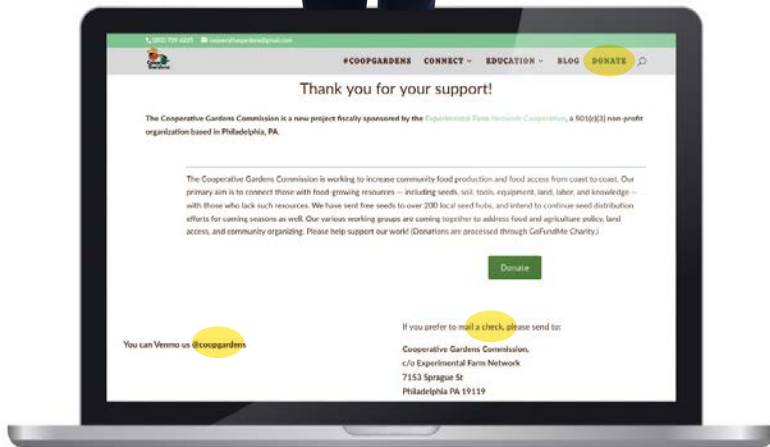 cooperativegardens@gmail.com
#COOPGARDENS CONNECT EDUCATION BLOG DONATE
Thank you for your support!
The Cooperative Gardens Commission is a new project fiscally sponsored by the Experimental Farm Network Cooperative, a 501(c)(3) non-profit
organization based in Philadelphia, PA.
The Cooperative Gardens Commission is working to increase community food production and food access from coast to coast. Our
primary aim is to connect those with food-growing resources — including seeds, soil, tools, equipment, land, labor, and knowledge —
with those who lack such resources. We have sent free seeds to over 200 local seed hubs, and intend to continue seed distribution
efforts for coming seasons as well. Our various working groups are coming together to address food and agriculture policy, land
access, and community organizing. Please help support our work! (Donations are processed through GoFundMe Charity.)
Donate
You can Venmo us @coopgardens
If you prefer to mail a check, please send to:
Cooperative Gardens Commission,
c/o Experimental Farm Network
7153 Sprague St
Philadelphia PA 19119